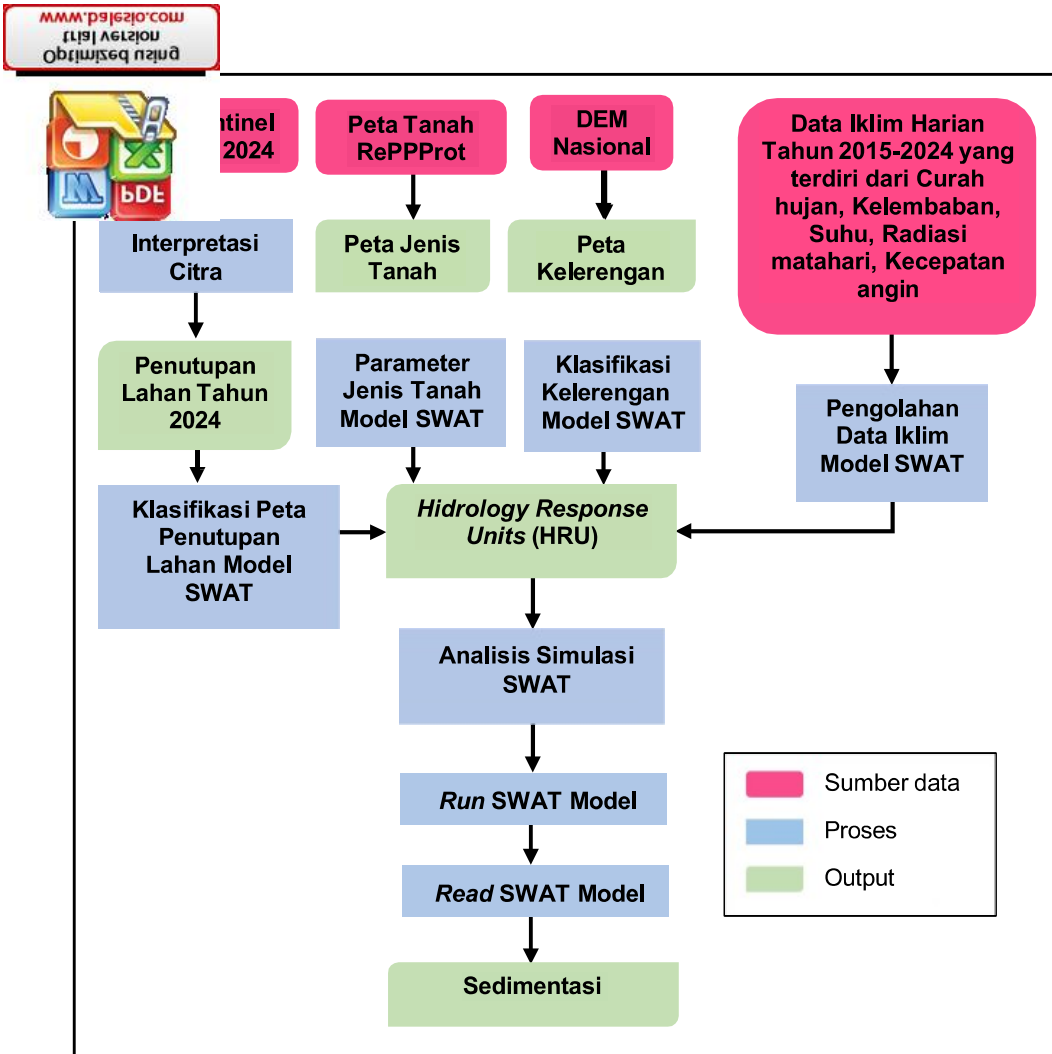 Optimized using
trial version
www.balesio.com
PDF
2024
Peta Tanah
RePPProt
DEM
Nasional
Data Iklim Harian
Tahun 2015-2024 yang
terdiri dari Curah
hujan, Kelembaban,
Suhu, Radiasi
matahari, Kecepatan
angin
Interpretasi
Citra
Peta Jenis
Tanah
Peta
Kelerengan
Penutupan
Lahan Tahun
2024
Parameter
Jenis Tanah
Model SWAT
Klasifikasi
Kelerengan
Model SWAT
Pengolahan
Data Iklim
Model SWAT
Klasifikasi Peta
Penutupan
Lahan Model
SWAT
Hidrology Response
Units (HRU)
Analisis Simulasi
SWAT
Run SWAT Model
Read SWAT Model
Sedimentasi
Sumber data
Proses
Output